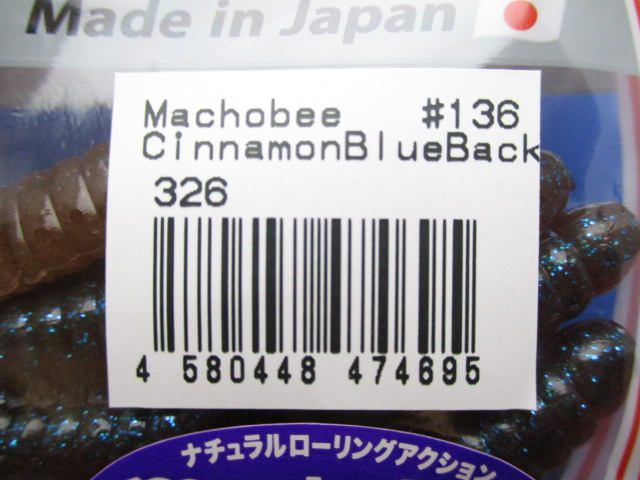 Made in Japan
Machobee #136
CinnamonBlueBack
326
4 580448 474695
ナチュラルローリングアクション